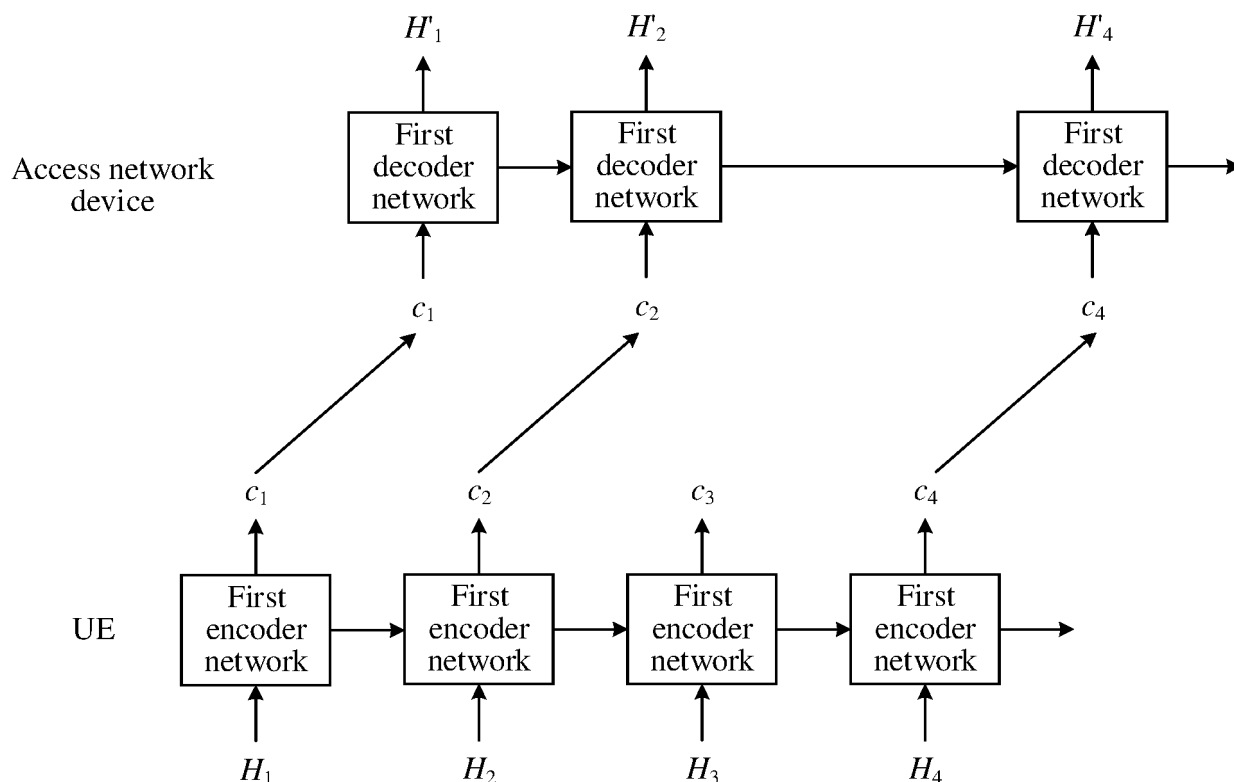 H'₁ H'₂ H'₄
First decoder network
First decoder network
First decoder network
Access network
device
c₁ c₂ c₄
c₁ c₂ c₃ c₄
First encoder network
First encoder network
First encoder network
First encoder network
UE
H₁ H₂ H₃ H₄